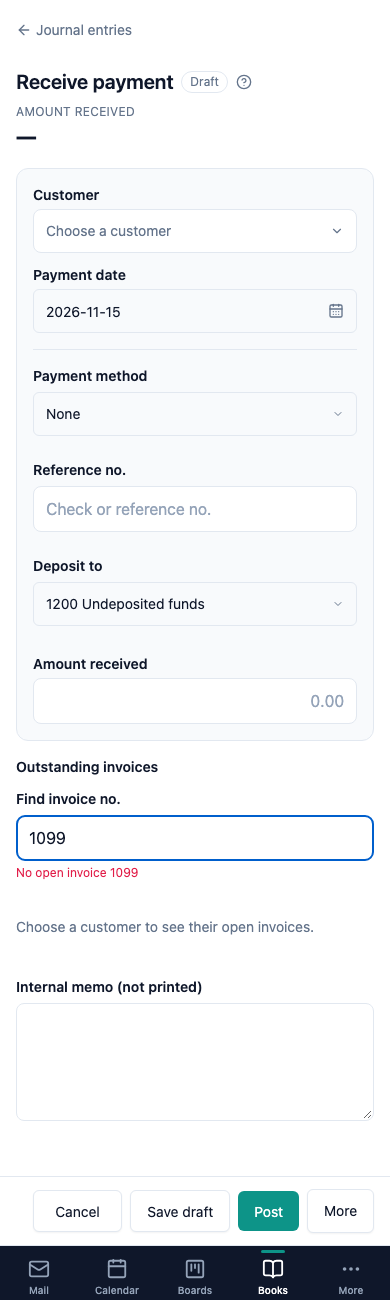 Journal entries
Receive payment Draft
AMOUNT RECEIVED
—
Customer
Choose a customer
Payment date
2026-11-15
Payment method
None
Reference no.
Check or reference no.
Deposit to
1200 Undeposited funds
Amount received
0.00
Outstanding invoices
Find invoice no.
1099
No open invoice 1099
Choose a customer to see their open invoices.
Internal memo (not printed)
Cancel Save draft Post More
Mail Calendar Boards Books More